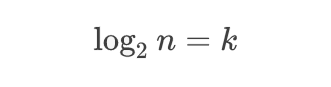 log₂ n = k